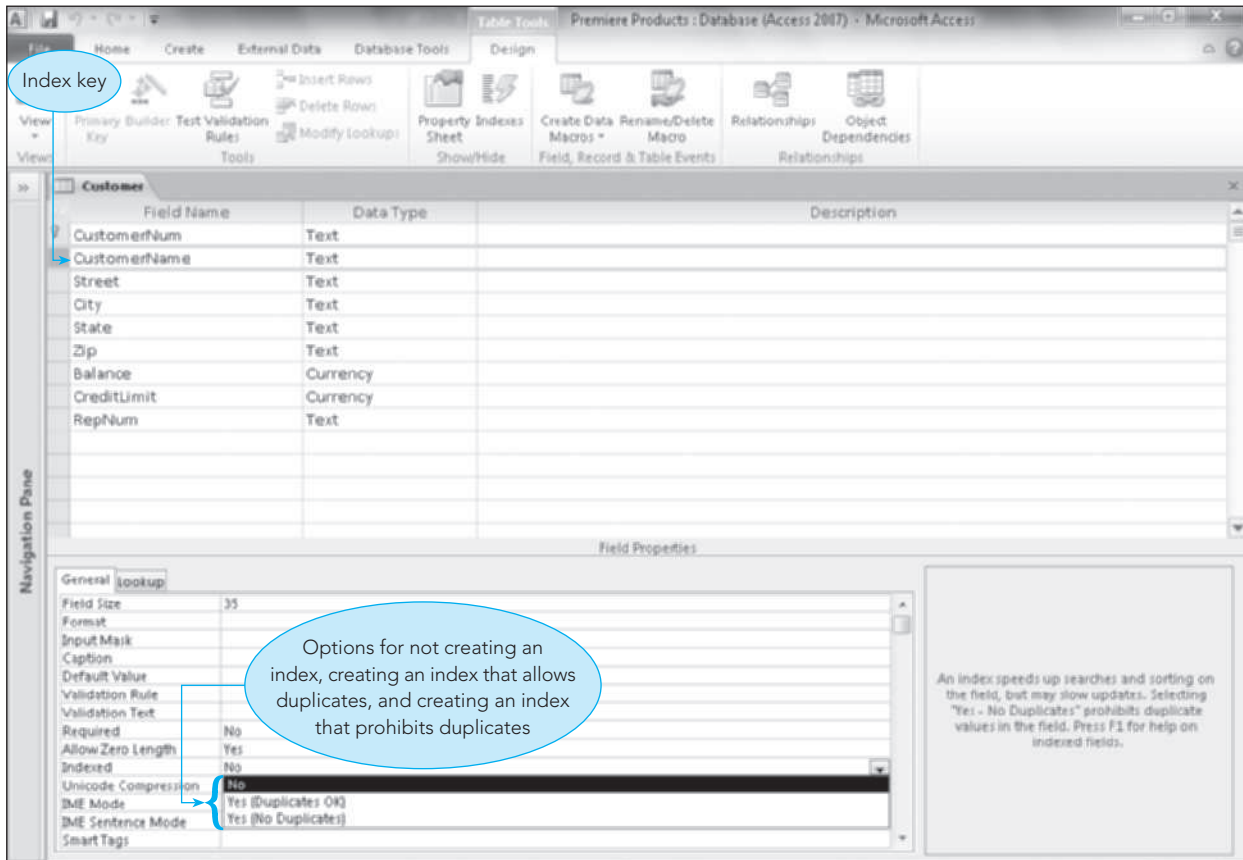 Table Tools Premiere Products : Database (Access 2007) - Microsoft Access
File Home Create External Data Database Tools Design
Index key
View
Primary Key
Builder
Test Validation Rules
Insert Rows
Delete Rows
Modify Lookups
Property Sheet
Indexes
Create Data Macros
Rename/Delete Macro
Relationships
Object Dependencies
Views Tools Show/Hide Field, Record & Table Events Relationships
Customer
Field Name Data Type Description
CustomerNum Text
CustomerName Text
Street Text
City Text
State Text
Zip Text
Balance Currency
CreditLimit Currency
RepNum Text
Navigation Pane
Field Properties
General Lookup
Field Size 35
Format
Input Mask
Caption
Default Value
Validation Rule
Validation Text
Required No
Allow Zero Length Yes
Indexed No
Unicode Compression No
IME Mode Yes (Duplicates OK)
IME Sentence Mode Yes (No Duplicates)
Smart Tags
Options for not creating an
index, creating an index that allows
duplicates, and creating an index
that prohibits duplicates
An index speeds up searches and sorting on
the field, but may slow updates. Selecting
"Yes - No Duplicates" prohibits duplicate
values in the field. Press F1 for help on
indexed fields.